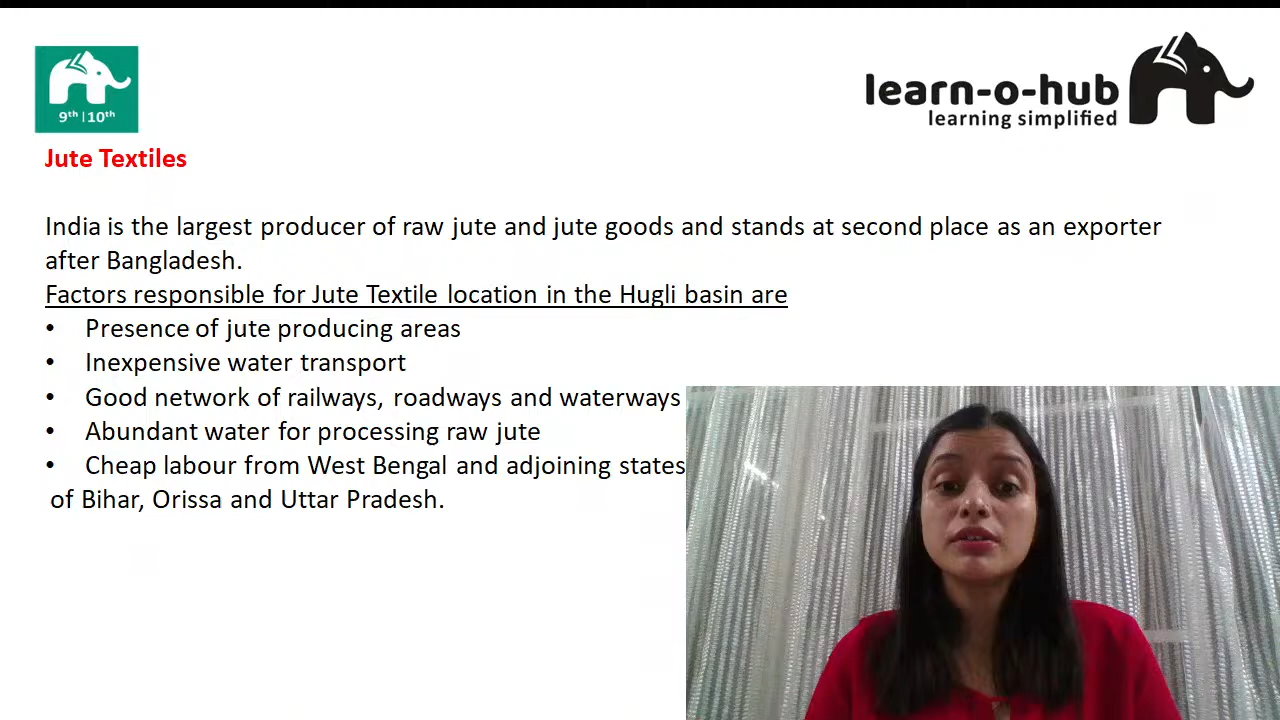 9th | 10th
learn-o-hub
learning simplified
Jute Textiles
India is the largest producer of raw jute and jute goods and stands at second place as an exporter
after Bangladesh.
Factors responsible for Jute Textile location in the Hugli basin are
• Presence of jute producing areas
• Inexpensive water transport
• Good network of railways, roadways and waterways
• Abundant water for processing raw jute
• Cheap labour from West Bengal and adjoining states
of Bihar, Orissa and Uttar Pradesh.